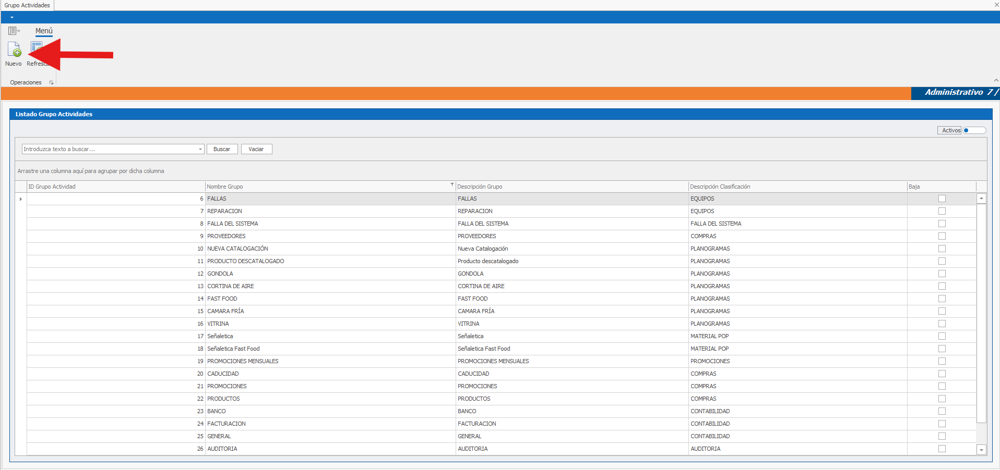 Grupo Actividades
Menú
Nuevo
Operaciones
Administrativo 7 /
Listado Grupo Actividades
Activos
Introduzca texto a buscar... Buscar Vaciar
Arrastre una columna aquí para agrupar por dicha columna
ID Grupo Actividad Nombre Grupo Descripción Grupo Descripción Clasificación Baja
6 FALLAS FALLAS EQUIPOS
7 REPARACION REPARACION EQUIPOS
8 FALLA DEL SISTEMA FALLA DEL SISTEMA FALLA DEL SISTEMA
9 PROVEEDORES PROVEEDORES COMPRAS
10 NUEVA CATALOGACIÓN Nueva Catalogación PLANOGRAMAS
11 PRODUCTO DESCATALOGADO Producto descatalogado PLANOGRAMAS
12 GONDOLA GONDOLA PLANOGRAMAS
13 CORTINA DE AIRE CORTINA DE AIRE PLANOGRAMAS
14 FAST FOOD FAST FOOD PLANOGRAMAS
15 CAMARA FRÍA CAMARA FRÍA PLANOGRAMAS
16 VITRINA VITRINA PLANOGRAMAS
17 Señaletica Señaletica MATERIAL POP
18 Señaletica Fast Food Señaletica Fast Food MATERIAL POP
19 PROMOCIONES MENSUALES PROMOCIONES MENSUALES PROMOCIONES
20 CADUCIDAD CADUCIDAD COMPRAS
21 PROMOCIONES PROMOCIONES COMPRAS
22 PRODUCTOS PRODUCTOS COMPRAS
23 BANCO BANCO CONTABILIDAD
24 FACTURACION FACTURACION CONTABILIDAD
25 GENERAL GENERAL CONTABILIDAD
26 AUDITORIA AUDITORIA AUDITORIA